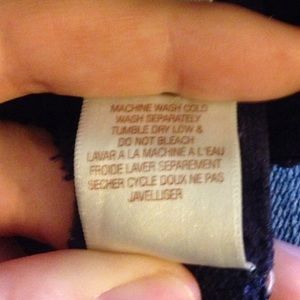 MACHINE WASH COLD
WASH SEPARATELY
TUMBLE DRY LOW &
DO NOT BLEACH
LAVAR A LA MACHINE A L'EAU
FROIDE LAVER SEPAREMENT
SECHER CYCLE DOUX NE PAS
JAVELLISER